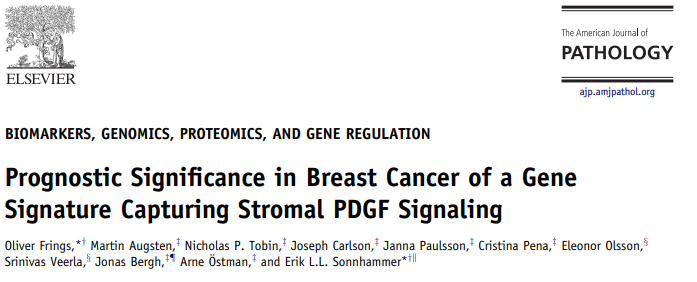 ELSEVIER
The American Journal of
PATHOLOGY
ajp.amjpathol.org
BIOMARKERS, GENOMICS, PROTEOMICS, AND GENE REGULATION
Prognostic Significance in Breast Cancer of a Gene
Signature Capturing Stromal PDGF Signaling
Oliver Frings,*† Martin Augsten,‡ Nicholas P. Tobin,‡ Joseph Carlson,‡ Janna Paulsson,‡ Cristina Pena,‡ Eleonor Olsson,§
Srinivas Veerla,§ Jonas Bergh,‡¶ Arne Östman,‡ and Erik L.L. Sonnhammer*†‖